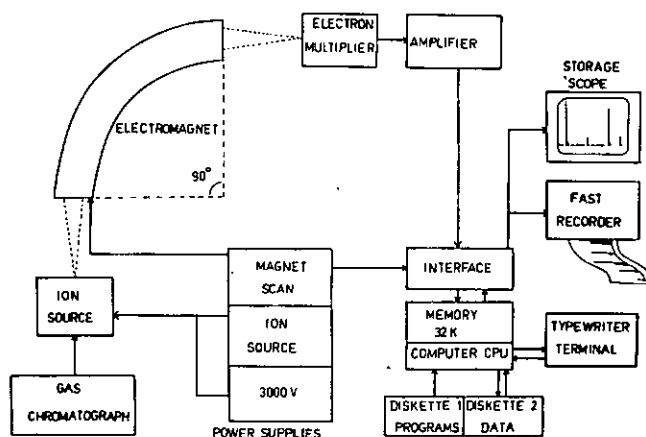 ELECTRON
MULTIPLIER
AMPLIFIER
STORAGE
SCOPE
ELECTROMAGNET
90°
FAST
RECORDER
MAGNET
SCAN
INTERFACE
ION
SOURCE
ION
SOURCE
MEMORY
32 K
COMPUTER CPU
TYPEWRITER
TERMINAL
GAS
CHROMATOGRAPH
3000 V
DISKETTE 1
PROGRAMS
DISKETTE 2
DATA
POWER SUPPLIES